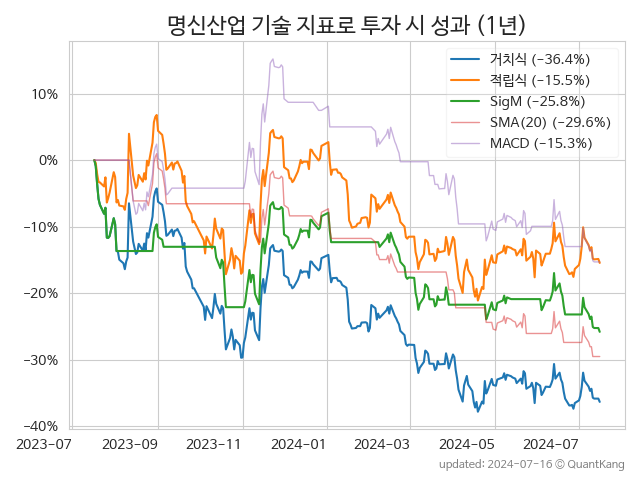 명신산업 기술 지표로 투자 시 성과 (1년)
거치식 (−36.4%)
적립식 (−15.5%)
SigM (−25.8%)
SMA(20) (−29.6%)
MACD (−15.3%)
10%
0%
−10%
−20%
−30%
−40%
2023-07 2023-09 2023-11 2024-01 2024-03 2024-05 2024-07
updated: 2024-07-16 © QuantKang